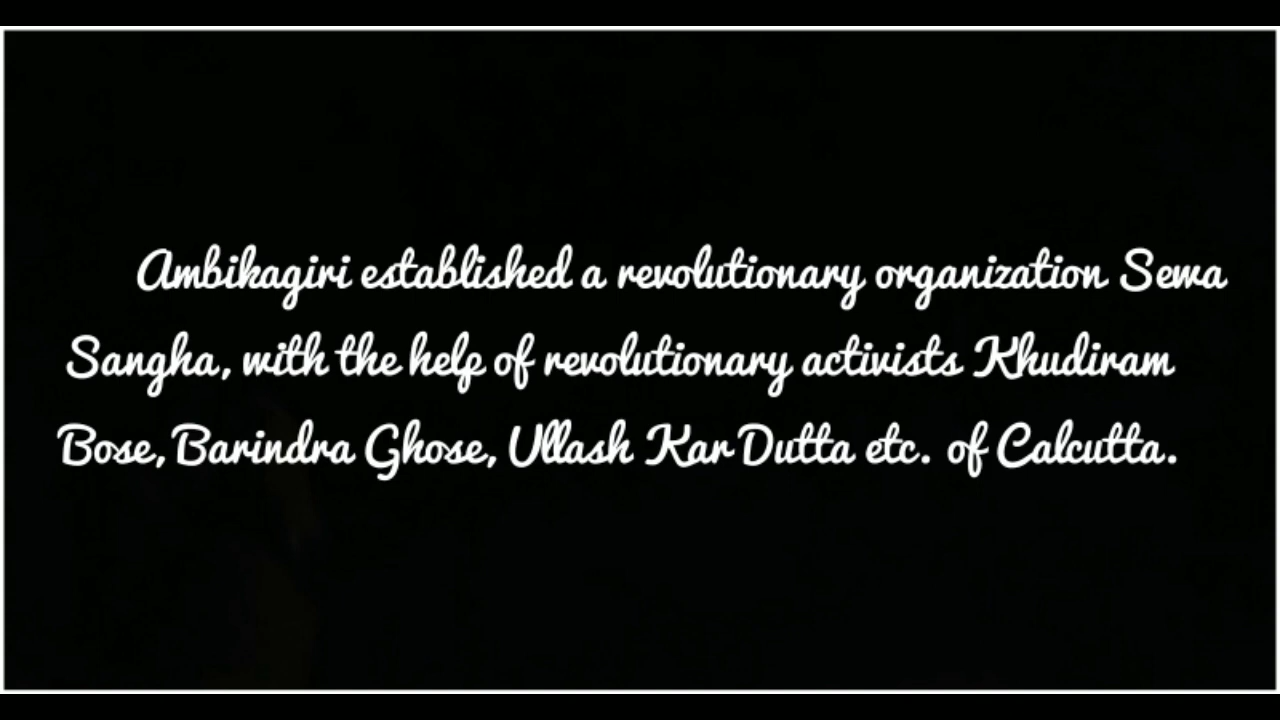 Ambikagiri established a revolutionary organization Sewa
Sangha, with the help of revolutionary activists Khudiram
Bose, Barindra Ghose, Ullash Kar Dutta etc. of Calcutta.